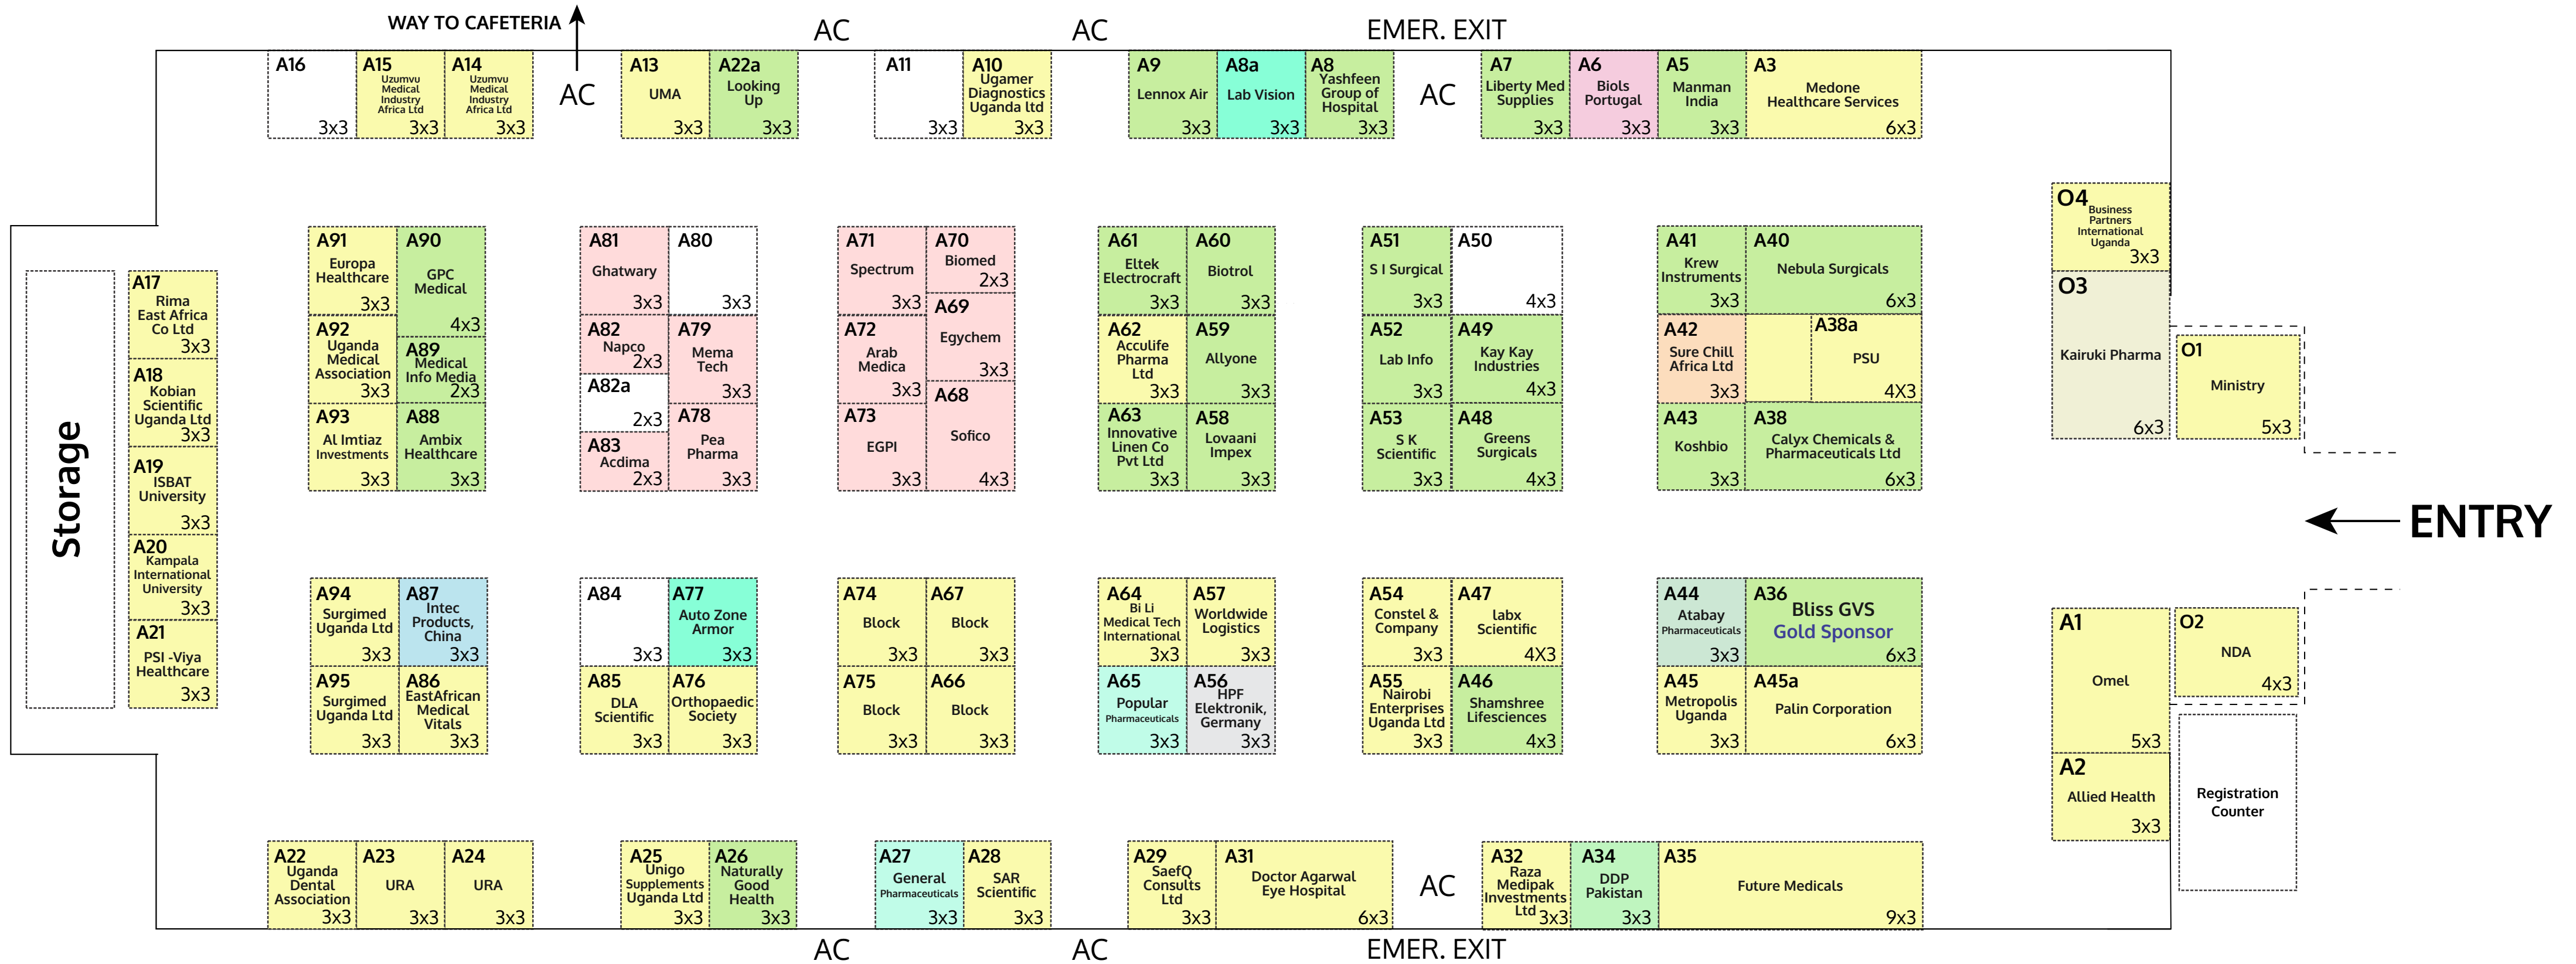 WAY TO CAFETERIA
AC
AC
EMER. EXIT
A16
3x3
A15
Uzumvu
Medical
Industry
Africa Ltd
3x3
A14
Uzumvu
Medical
Industry
Africa Ltd
3x3
AC
A13
UMA
3x3
A22a
Looking
Up
3x3
A11
3x3
A10
Ugamer
Diagnostics
Uganda ltd
3x3
A9
Lennox Air
3x3
A8a
Lab Vision
3x3
A8
Yashfeen
Group of
Hospital
3x3
AC
A7
Liberty Med
Supplies
3x3
A6
Biols
Portugal
3x3
A5
Manman
India
3x3
A3
Medone
Healthcare Services
6x3
O4
Business
Partners
International
Uganda
3x3
O3
Kairuki Pharma
6x3
O1
Ministry
5x3
Storage
A17
Rima
East Africa
Co Ltd
3x3
A18
Kobian
Scientific
Uganda Ltd
3x3
A19
ISBAT
University
3x3
A20
Kampala
International
University
3x3
A21
PSI -Viya
Healthcare
3x3
A91
Europa
Healthcare
3x3
A90
GPC
Medical
4x3
A92
Uganda
Medical
Association
3x3
A89
Medical
Info Media
2x3
A93
Al Imtiaz
Investments
3x3
A88
Ambix
Healthcare
3x3
A81
Ghatwary
3x3
A80
3x3
A82
Napco
2x3
A79
Mema
Tech
3x3
A82a
2x3
A83
Acdima
2x3
A78
Pea
Pharma
3x3
A71
Spectrum
3x3
A70
Biomed
2x3
A72
Arab
Medica
3x3
A69
Egychem
3x3
A73
EGPI
3x3
A68
Sofico
4x3
A61
Eltek
Electrocraft
3x3
A60
Biotrol
3x3
A62
Acculife
Pharma
Ltd
3x3
A59
Allyone
3x3
A63
Innovative
Linen Co
Pvt Ltd
3x3
A58
Lovaani
Impex
3x3
A51
S I Surgical
3x3
A50
4x3
A52
Lab Info
3x3
A49
Kay Kay
Industries
4x3
A53
S K
Scientific
3x3
A48
Greens
Surgicals
4x3
A41
Krew
Instruments
3x3
A40
Nebula Surgicals
6x3
A42
Sure Chill
Africa Ltd
3x3
A38a
PSU
4X3
A43
Koshbio
3x3
A38
Calyx Chemicals &
Pharmaceuticals Ltd
6x3
ENTRY
A94
Surgimed
Uganda Ltd
3x3
A87
Intec
Products,
China
3x3
A95
Surgimed
Uganda Ltd
3x3
A86
EastAfrican
Medical
Vitals
3x3
A84
3x3
A77
Auto Zone
Armor
3x3
A85
DLA
Scientific
3x3
A76
Orthopaedic
Society
3x3
A74
Block
3x3
A67
Block
3x3
A75
Block
3x3
A66
Block
3x3
A64
Bi Li
Medical Tech
International
3x3
A57
Worldwide
Logistics
3x3
A65
Popular
Pharmaceuticals
3x3
A56
HPF
Elektronik,
Germany
3x3
A54
Constel &
Company
3x3
A47
labx
Scientific
4X3
A55
Nairobi
Enterprises
Uganda Ltd
3x3
A46
Shamshree
Lifesciences
4x3
A44
Atabay
Pharmaceuticals
3x3
A36
Bliss GVS
Gold Sponsor
6x3
A45
Metropolis
Uganda
3x3
A45a
Palin Corporation
6x3
A1
Omel
5x3
O2
NDA
4x3
A2
Allied Health
3x3
Registration
Counter
A22
Uganda
Dental
Association
3x3
A23
URA
3x3
A24
URA
3x3
A25
Unigo
Supplements
Uganda Ltd
3x3
A26
Naturally
Good
Health
3x3
A27
General
Pharmaceuticals
3x3
A28
SAR
Scientific
3x3
A29
SaefQ
Consults
Ltd
3x3
A31
Doctor Agarwal
Eye Hospital
6x3
AC
A32
Raza
Medipak
Investments
Ltd
3x3
A34
DDP
Pakistan
3x3
A35
Future Medicals
9x3
AC
AC
EMER. EXIT